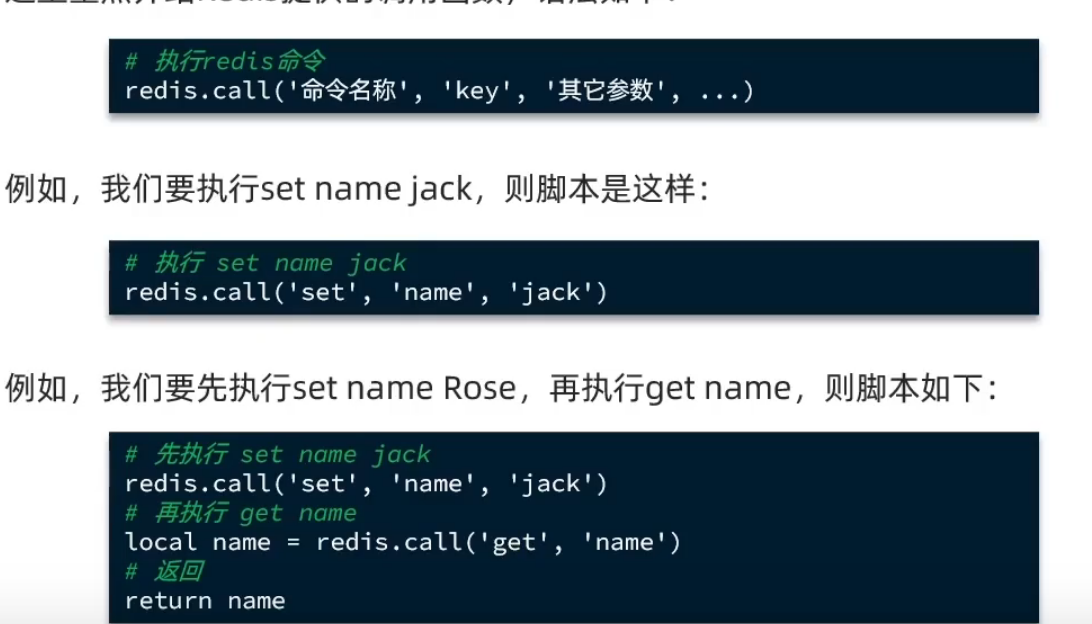 # 执行redis命令
redis.call('命令名称', 'key', '其它参数', ...)
例如，我们要执行set name jack，则脚本是这样：
# 执行 set name jack
redis.call('set', 'name', 'jack')
例如，我们要先执行set name Rose，再执行get name，则脚本如下：
# 先执行 set name jack
redis.call('set', 'name', 'jack')
# 再执行 get name
local name = redis.call('get', 'name')
# 返回
return name